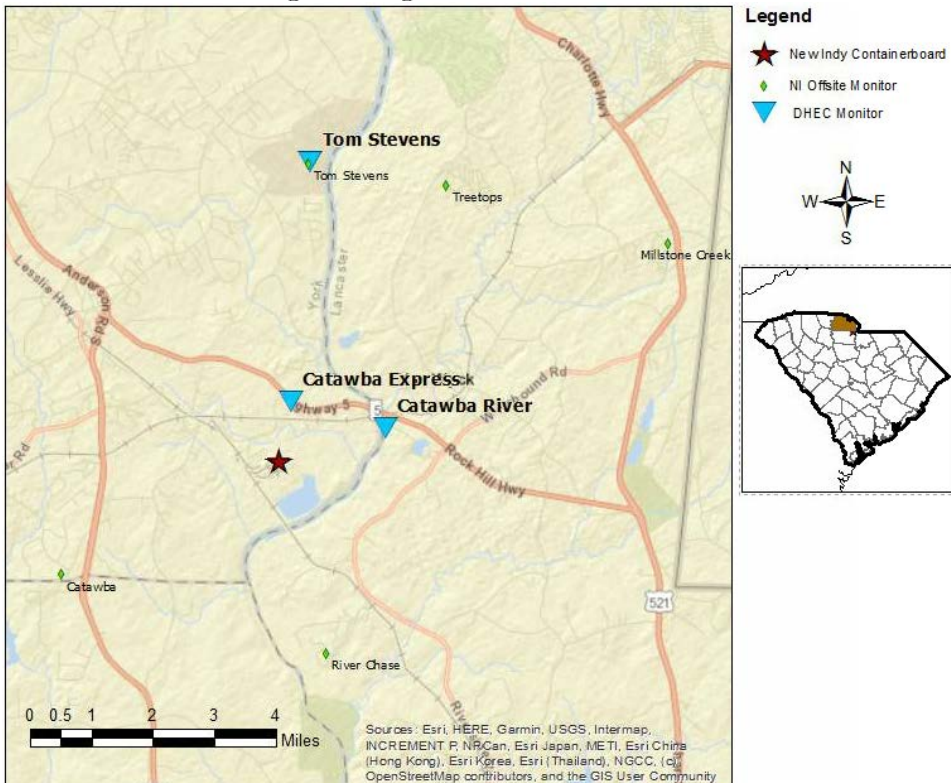 Legend
New Indy Containerboard
NI Offsite Monitor
DHEC Monitor
N
W E
S
Charlotte Hwy
Tom Stevens
Tom Stevens
Treetops
Millstone Creek
York
Lancaster
Lesslie Hwy
Anderson Rd S
Catawba Express
Highway 5
5
Catawba River
Rock Hill Hwy
Catawba
521
River Chase
0 0.5 1 2 3 4
Miles
Sources: Esri, HERE, Garmin, USGS, Intermap,
INCREMENT P, NRCan, Esri Japan, METI, Esri China
(Hong Kong), Esri Korea, Esri (Thailand), NGCC, (c)
OpenStreetMap contributors, and the GIS User Community